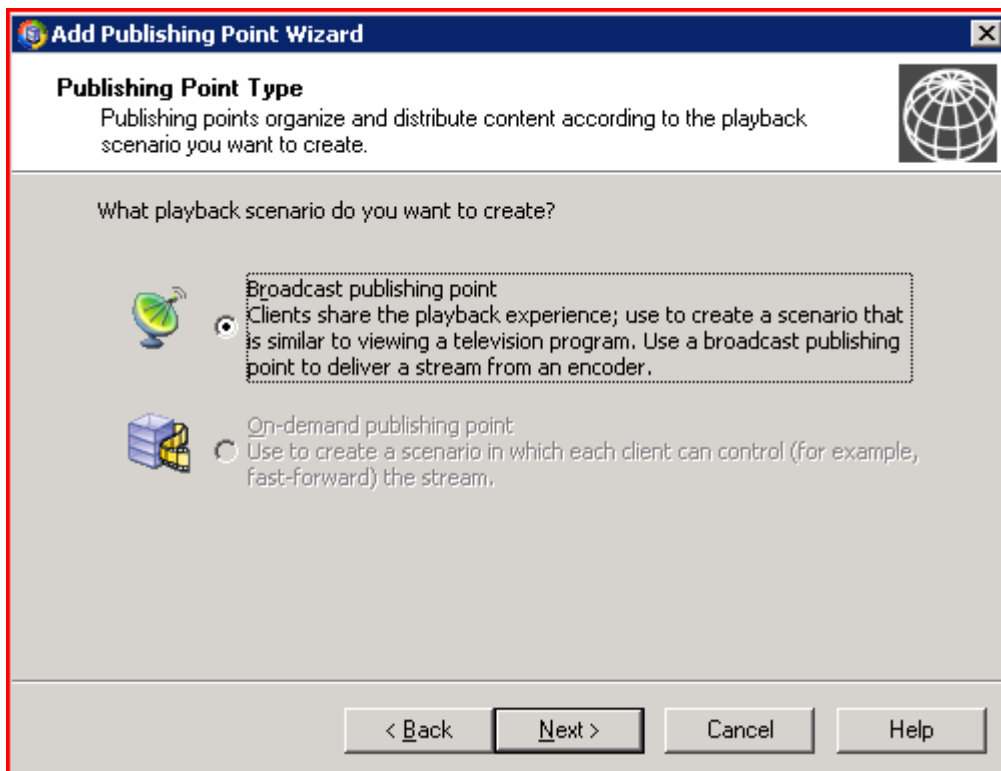 Add Publishing Point Wizard
Publishing Point Type
Publishing points organize and distribute content according to the playback
scenario you want to create.
What playback scenario do you want to create?
Broadcast publishing point
Clients share the playback experience; use to create a scenario that
is similar to viewing a television program. Use a broadcast publishing
point to deliver a stream from an encoder.
On-demand publishing point
Use to create a scenario in which each client can control (for example,
fast-forward) the stream.
< Back Next > Cancel Help